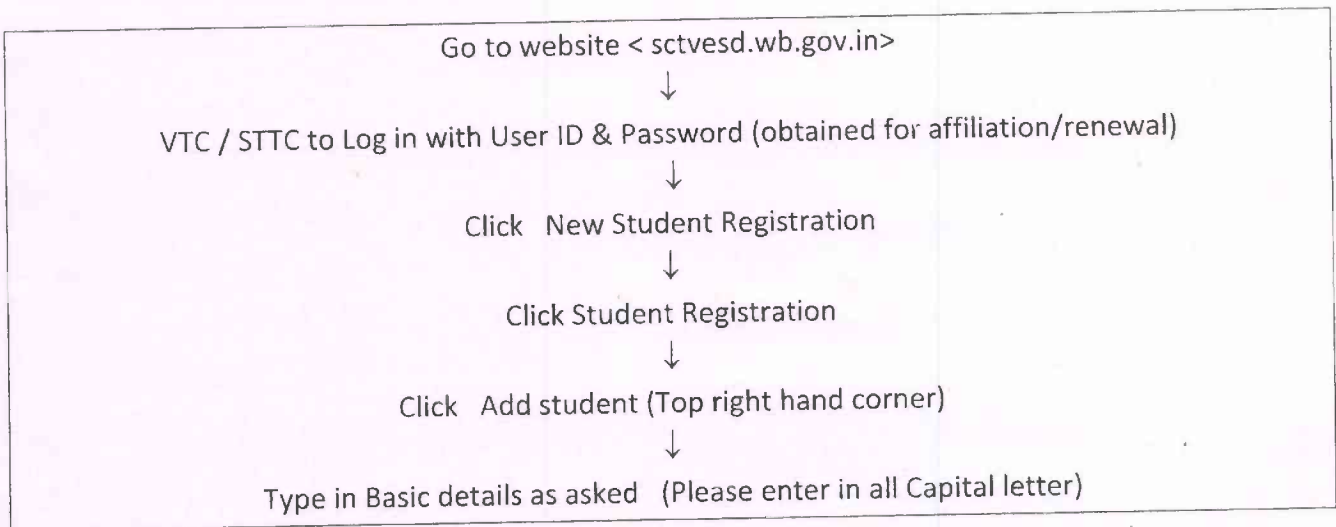 Go to website < sctvesd.wb.gov.in>
↓
VTC / STTC to Log in with User ID & Password (obtained for affiliation/renewal)
↓
Click New Student Registration
↓
Click Student Registration
↓
Click Add student (Top right hand corner)
↓
Type in Basic details as asked (Please enter in all Capital letter)